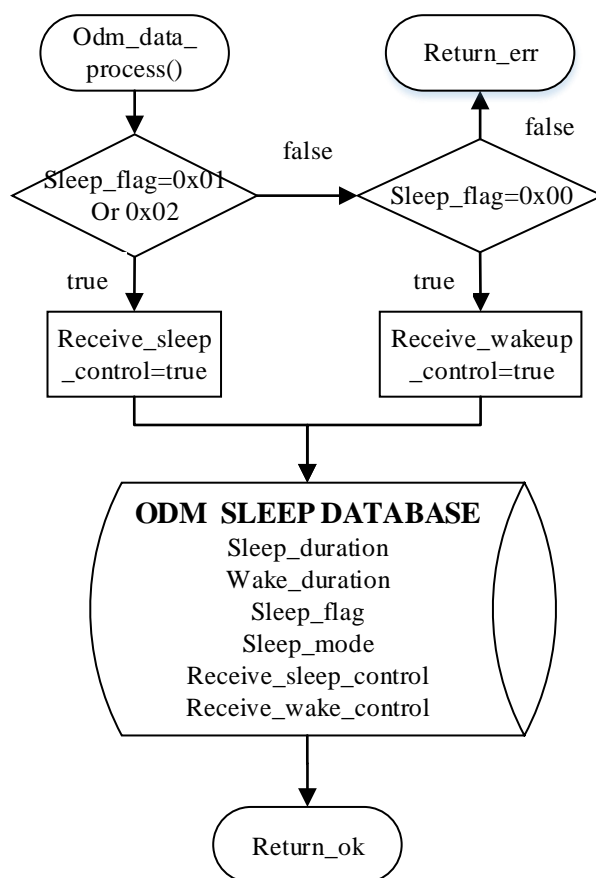 Odm_data_
process()
Return_err
false
false
Sleep_flag=0x01
Or 0x02
Sleep_flag=0x00
true
true
Receive_sleep
_control=true
Receive_wakeup
_control=true
ODM SLEEP DATABASE
Sleep_duration
Wake_duration
Sleep_flag
Sleep_mode
Receive_sleep_control
Receive_wake_control
Return_ok